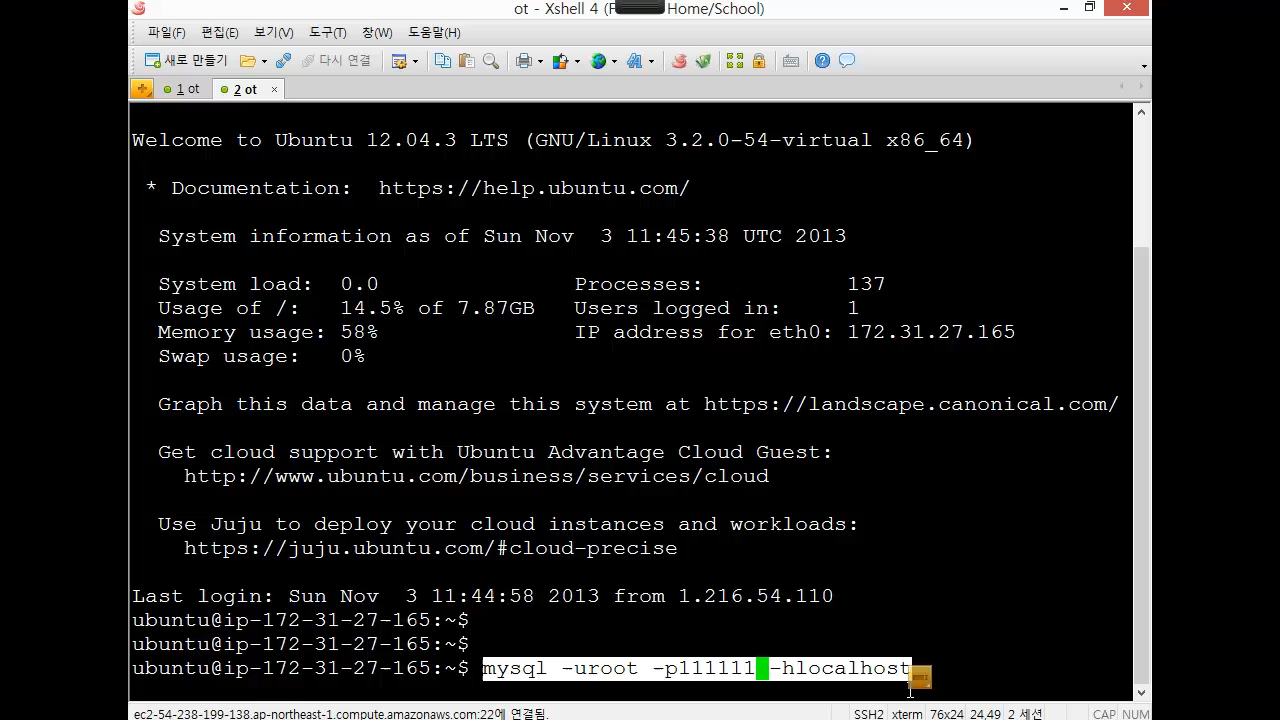 ot - Xshell 4 (F Home/School)
파일(F) 편집(E) 보기(V) 도구(T) 창(W) 도움말(H)
새로 만들기 다시 연결
1 ot 2 ot
Welcome to Ubuntu 12.04.3 LTS (GNU/Linux 3.2.0-54-virtual x86_64)
* Documentation: https://help.ubuntu.com/
System information as of Sun Nov 3 11:45:38 UTC 2013
System load: 0.0 Processes: 137
Usage of /: 14.5% of 7.87GB Users logged in: 1
Memory usage: 58% IP address for eth0: 172.31.27.165
Swap usage: 0%
Graph this data and manage this system at https://landscape.canonical.com/
Get cloud support with Ubuntu Advantage Cloud Guest:
http://www.ubuntu.com/business/services/cloud
Use Juju to deploy your cloud instances and workloads:
https://juju.ubuntu.com/#cloud-precise
Last login: Sun Nov 3 11:44:58 2013 from 1.216.54.110
ubuntu@ip-172-31-27-165:~$
ubuntu@ip-172-31-27-165:~$
ubuntu@ip-172-31-27-165:~$ mysql -uroot -p111111 -hlocalhost
ec2-54-238-199-138.ap-northeast-1.compute.amazonaws.com:22에 연결됨. SSH2 xterm 76x24 24,49 2 세션 CAP NUM